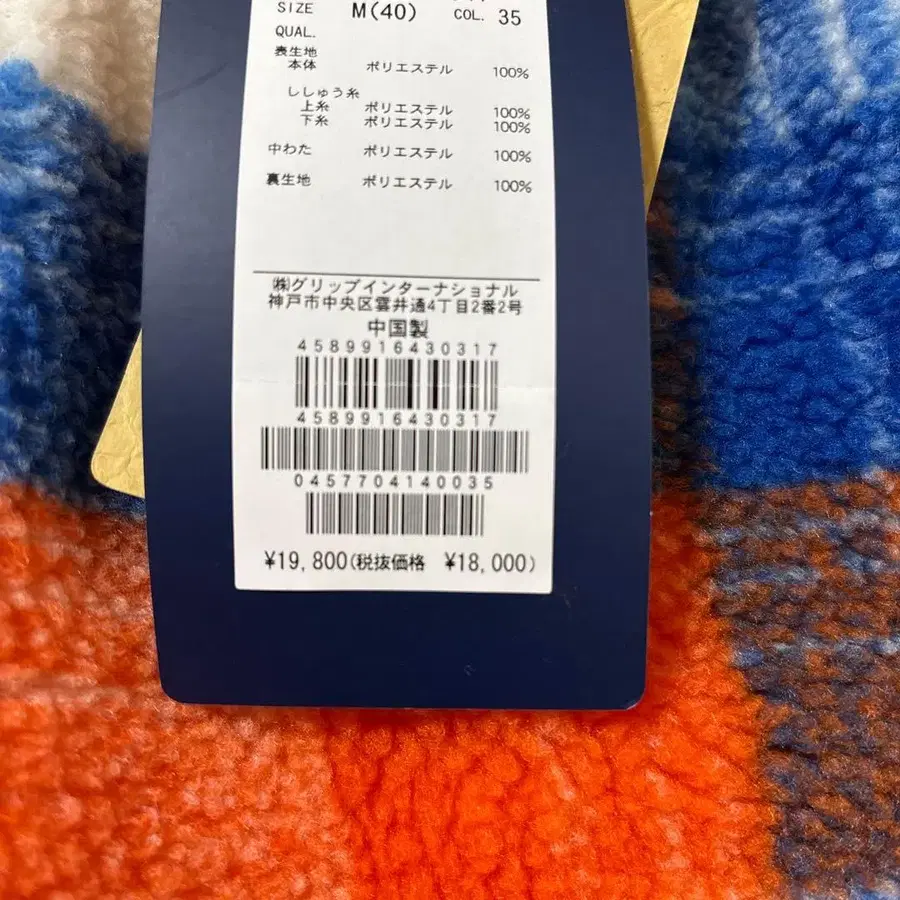 SIZE M(40) COL. 35
QUAL.
表生地
本体 ポリエステル 100%
ししゅう糸
上糸 ポリエステル 100%
下糸 ポリエステル 100%
中わた ポリエステル 100%
裏生地 ポリエステル 100%
㈱グリップインターナショナル
神戸市中央区雲井通4丁目2番2号
中国製
4589916430317
4589916430317
0457704140035
¥19,800(税抜価格 ¥18,000)